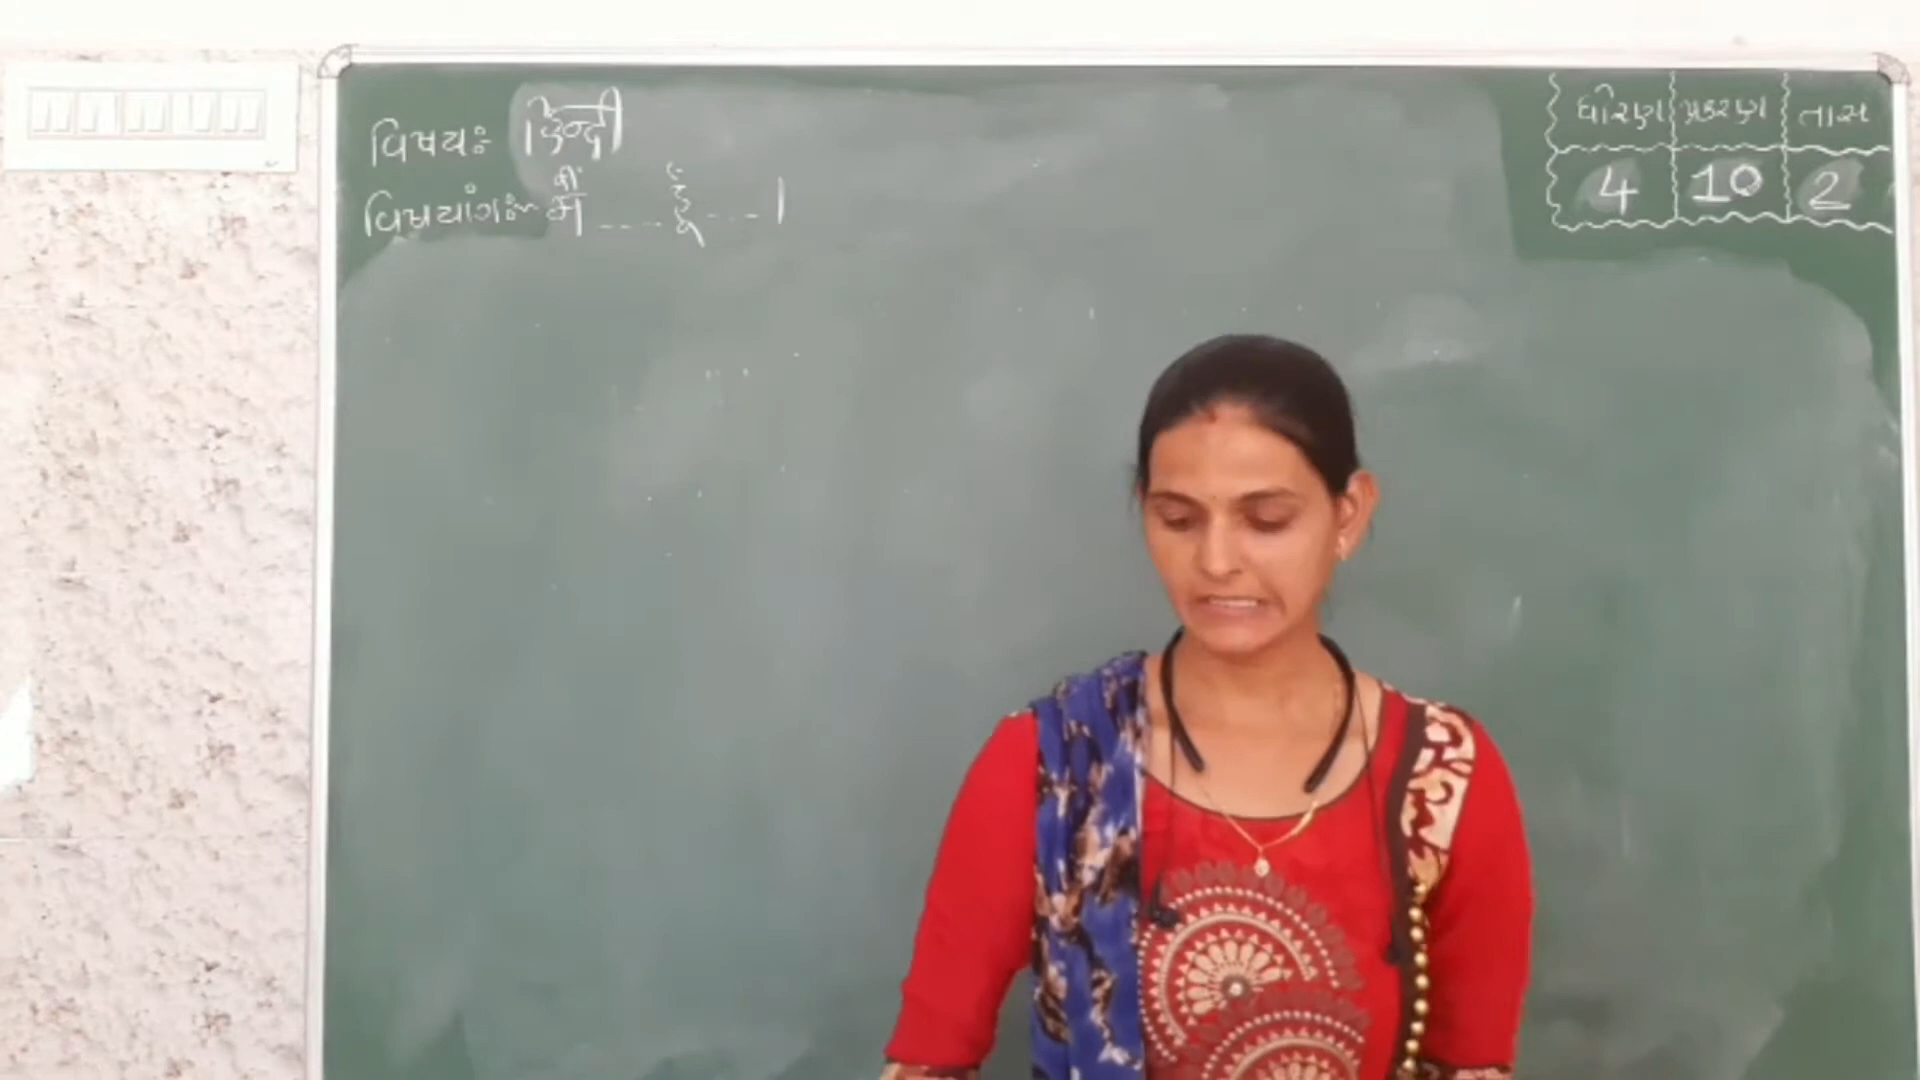 વિષય: हिन्दी
વિષયાંગ:- मैं ---- हूँ ---।
ધોરણ પ્રકરણ તાસ
4 10 2